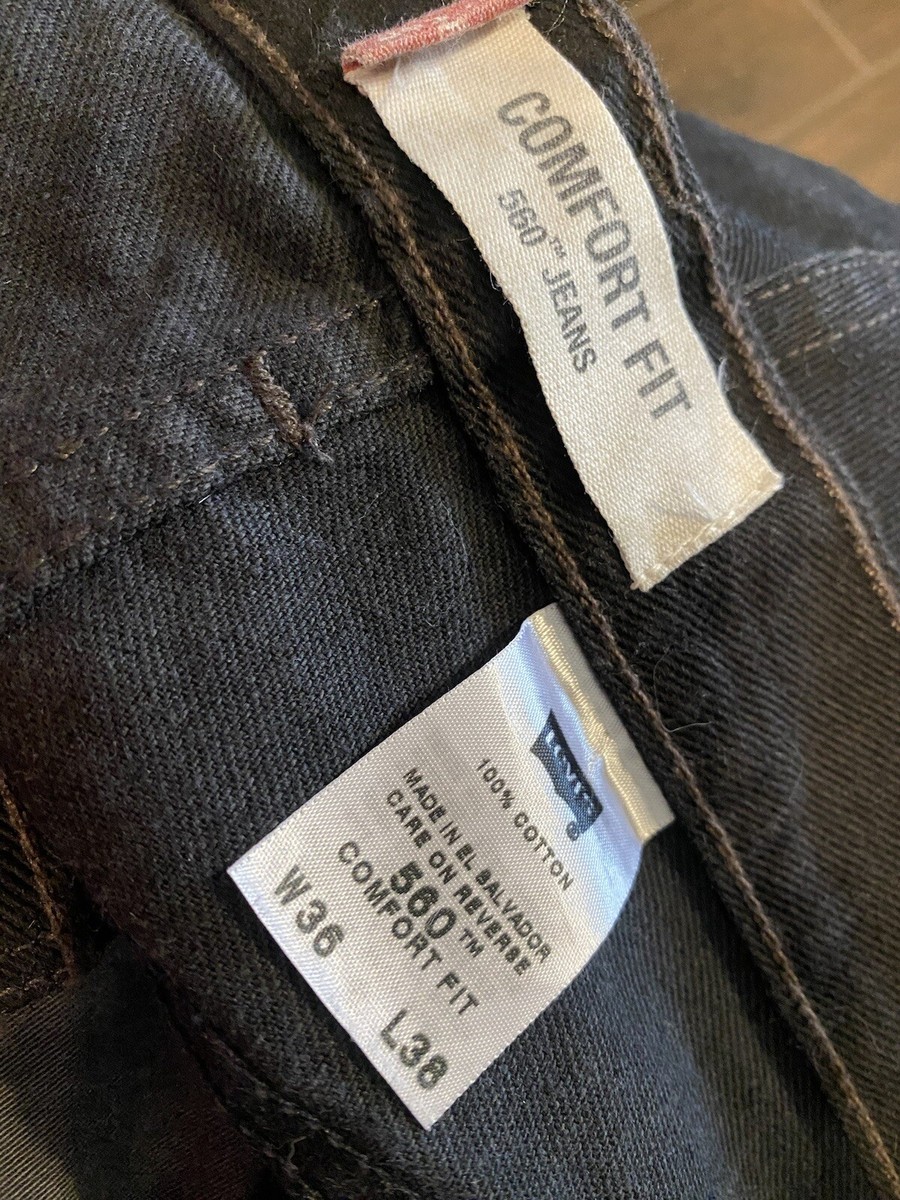 COMFORT FIT
560™ JEANS
LEVI'S
®
100% COTTON
MADE IN EL SALVADOR
CARE ON REVERSE
560™
COMFORT FIT
W36 L38